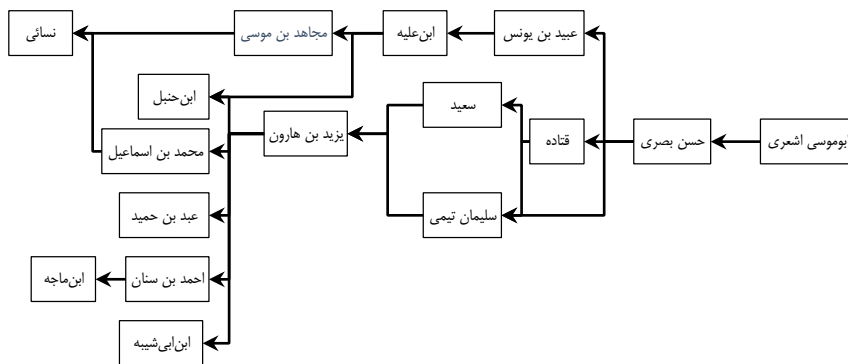 ابوموسی اشعری
حسن بصری
عبید بن یونس
قتاده
سلیمان تیمی
سعید
ابن‌علیه
یزید بن هارون
مجاهد بن موسی
ابن‌حنبل
محمد بن اسماعیل
عبد بن حمید
احمد بن سنان
ابن‌ابی‌شیبه
نسائی
ابن‌ماجه